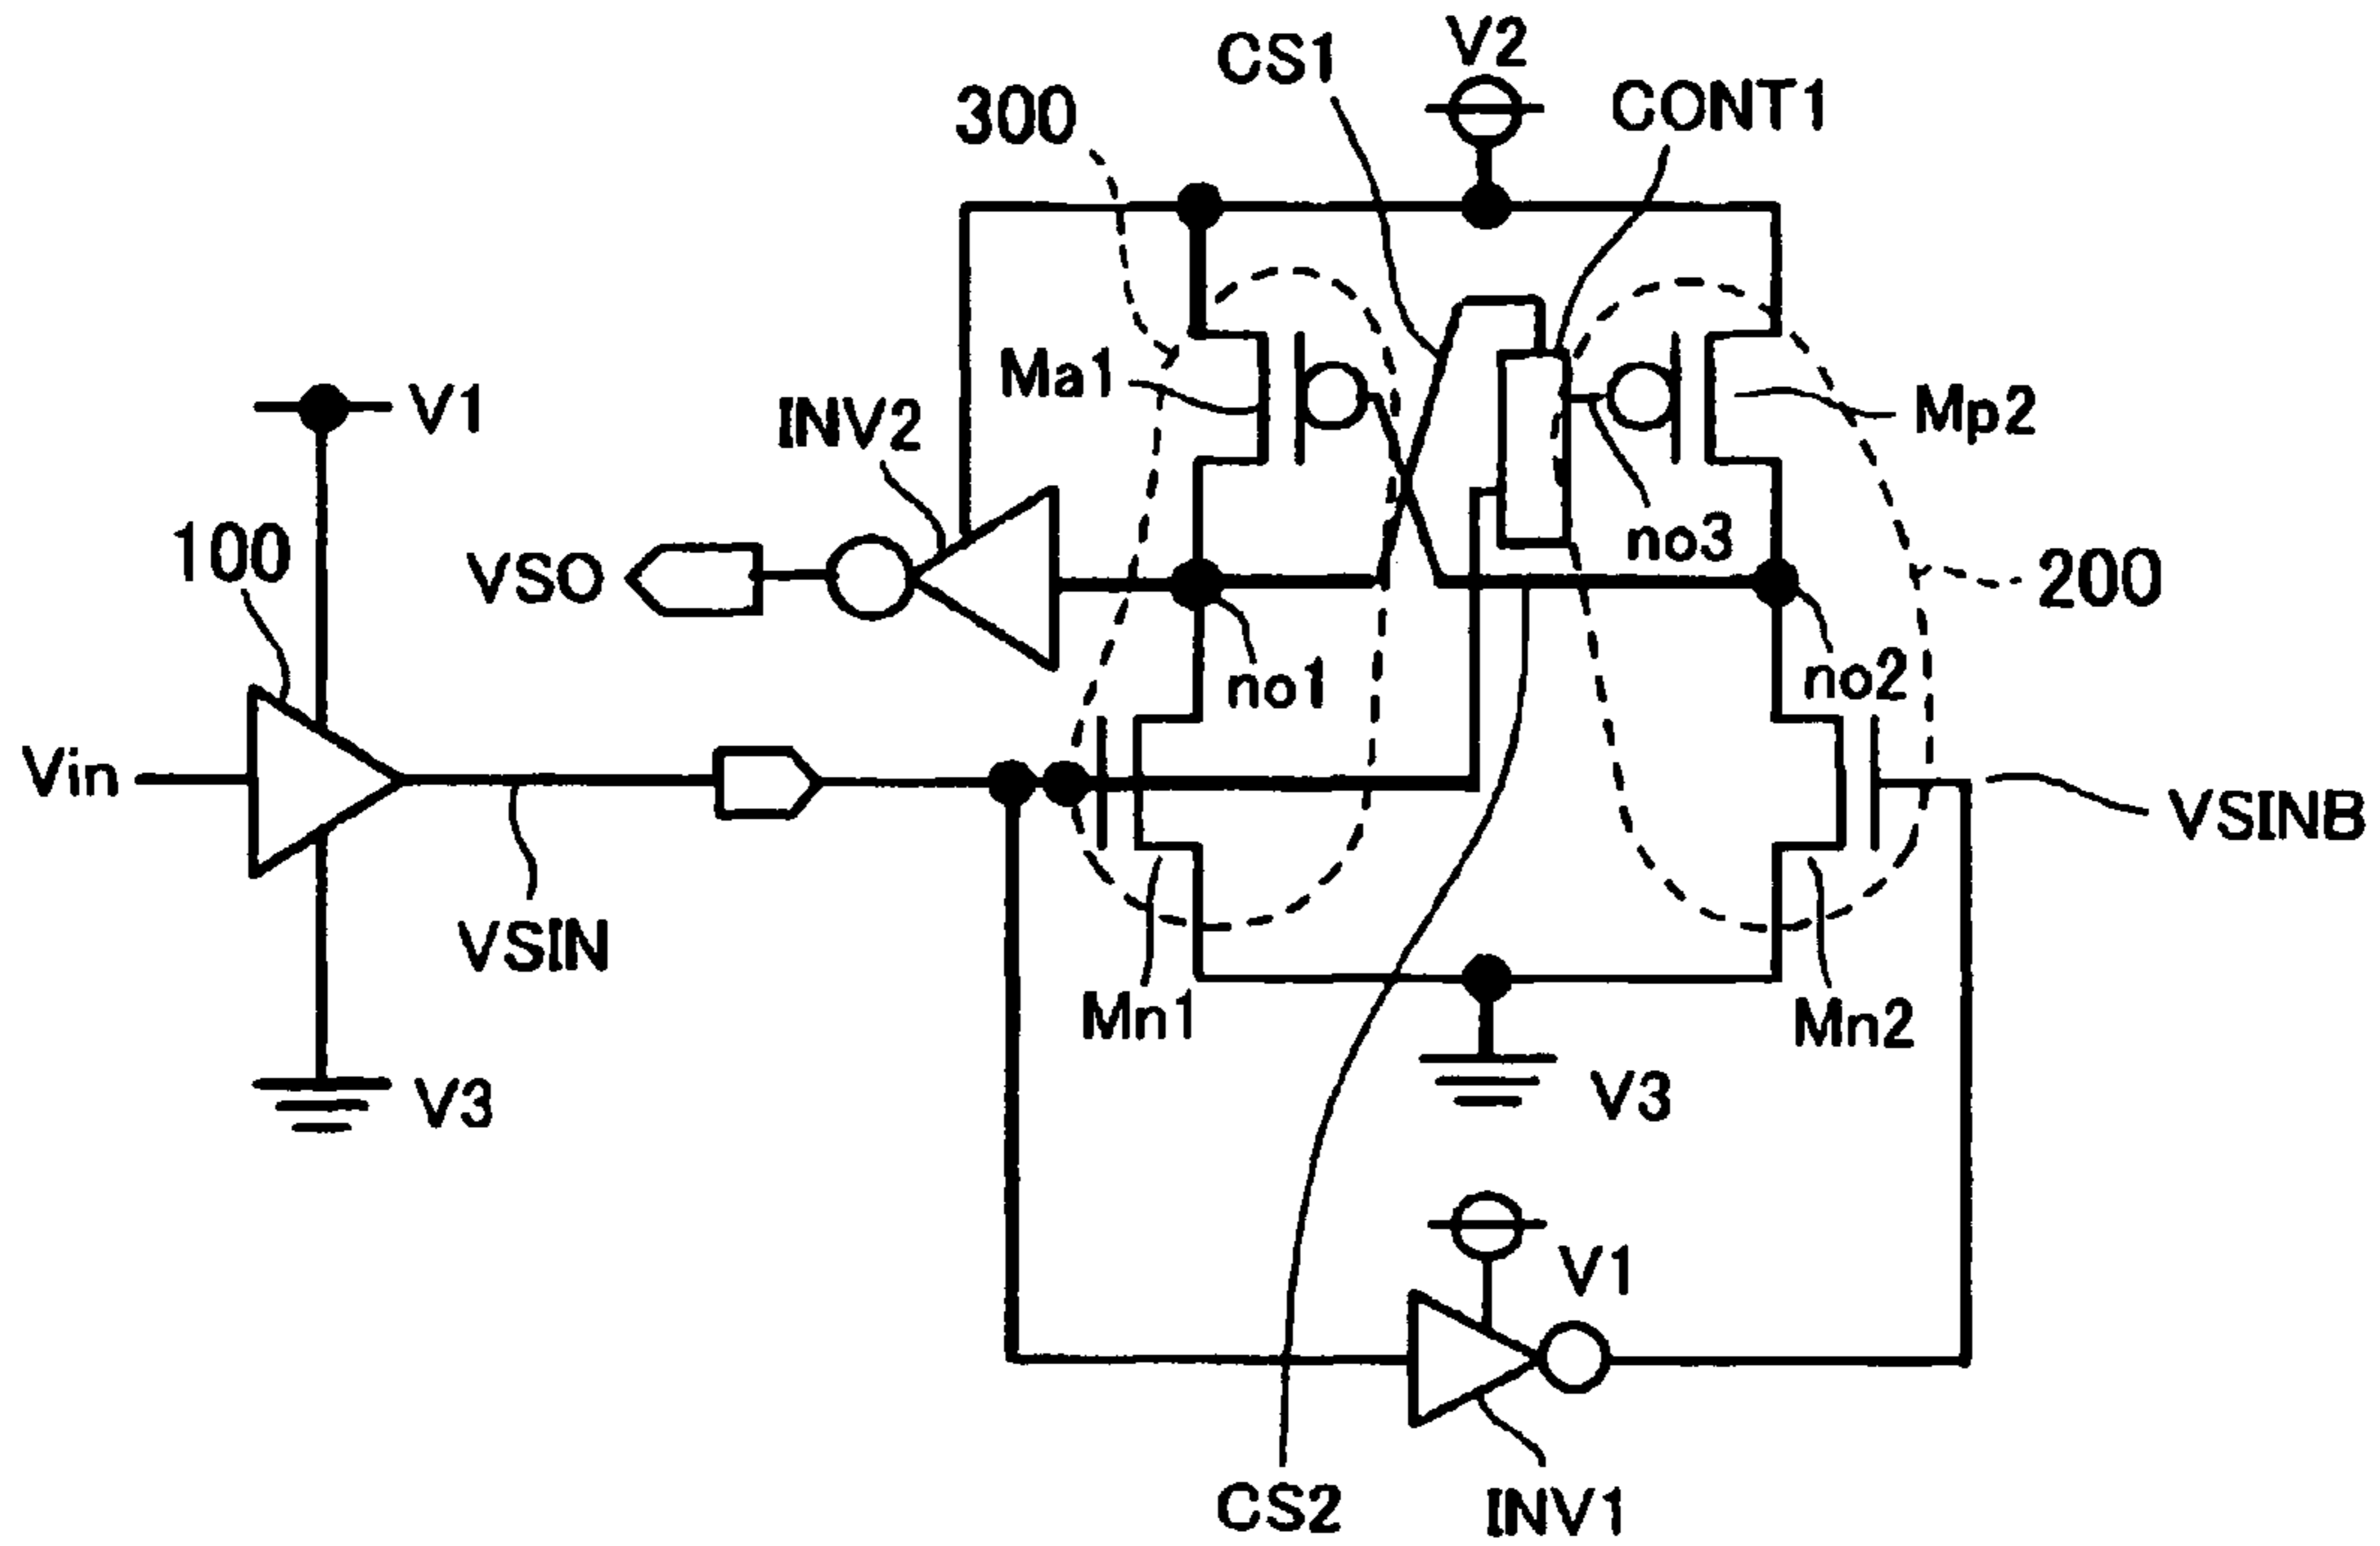 V2
CS1
CONT1
300
Ma1
V1
INV2
Mp2
100
no3
VSO
200
no1
no2
Vin
VSINB
VSIN
Mn1
Mn2
V3
V3
V1
CS2
INV1